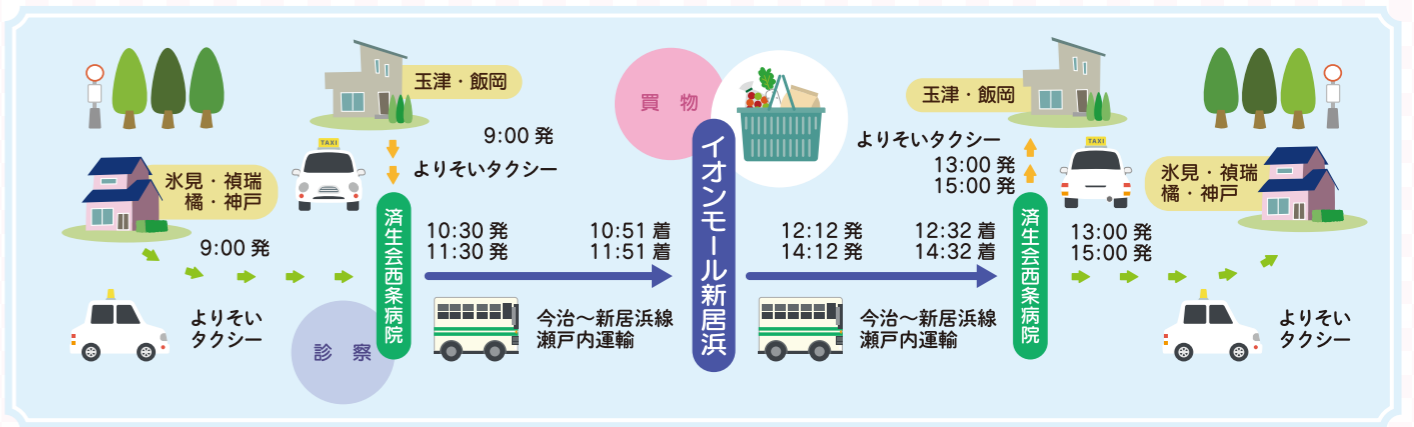 玉津・飯岡
9:00 発
よりそいタクシー
TAXI
氷見・禎瑞
橘・神戸
9:00 発
よりそい
タクシー
診 察
済生会西条病院
10:30 発
11:30 発
10:51 着
11:51 着
今治〜新居浜線
瀬戸内運輸
買 物
イオンモール新居浜
12:12 発
14:12 発
12:32 着
14:32 着
今治〜新居浜線
瀬戸内運輸
済生会西条病院
玉津・飯岡
よりそいタクシー
13:00 発
15:00 発
TAXI
氷見・禎瑞
橘・神戸
13:00 発
15:00 発
よりそい
タクシー